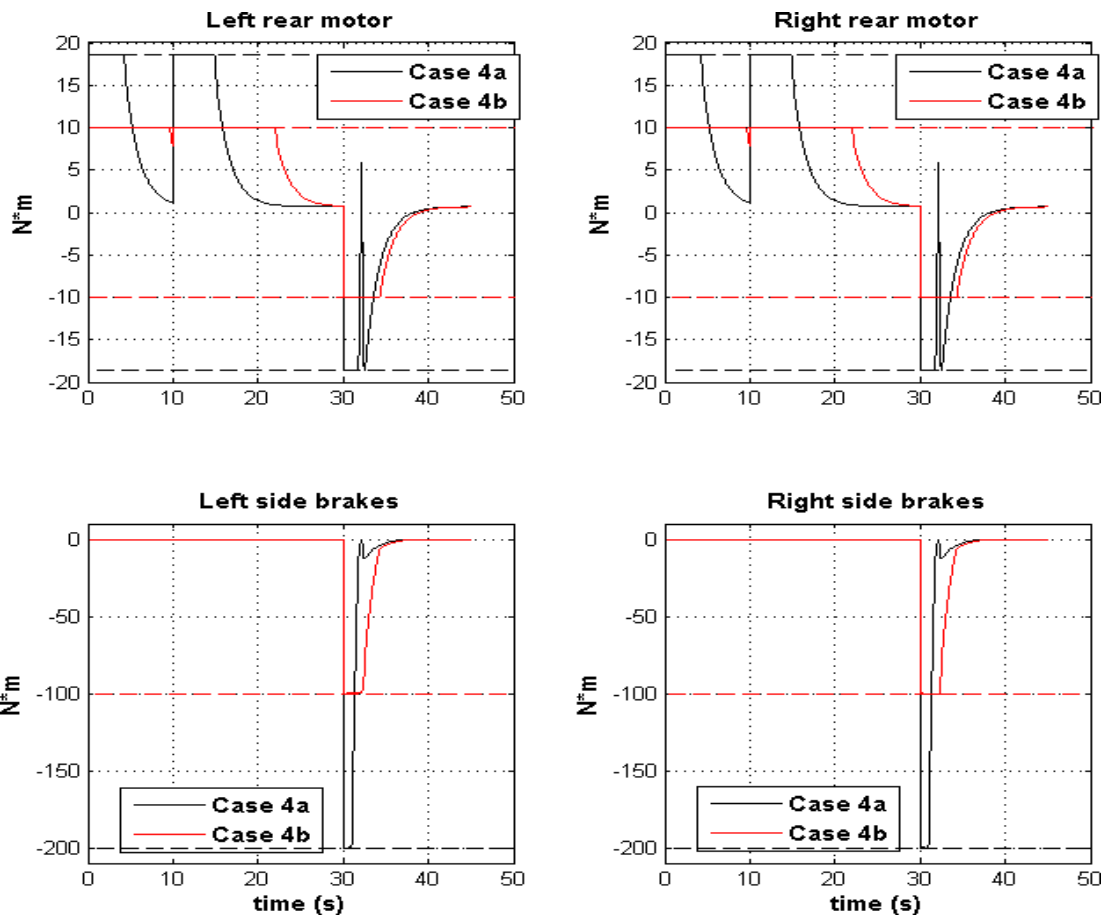 Left rear motor
20
15
10
5
0
-5
-10
-15
-20
N*m
Case 4a
Case 4b
0 10 20 30 40 50
Right rear motor
20
15
10
5
0
-5
-10
-15
-20
N*m
Case 4a
Case 4b
0 10 20 30 40 50
Left side brakes
0
-50
-100
-150
-200
N*m
Case 4a
Case 4b
0 10 20 30 40 50
time (s)
Right side brakes
0
-50
-100
-150
-200
N*m
Case 4a
Case 4b
0 10 20 30 40 50
time (s)